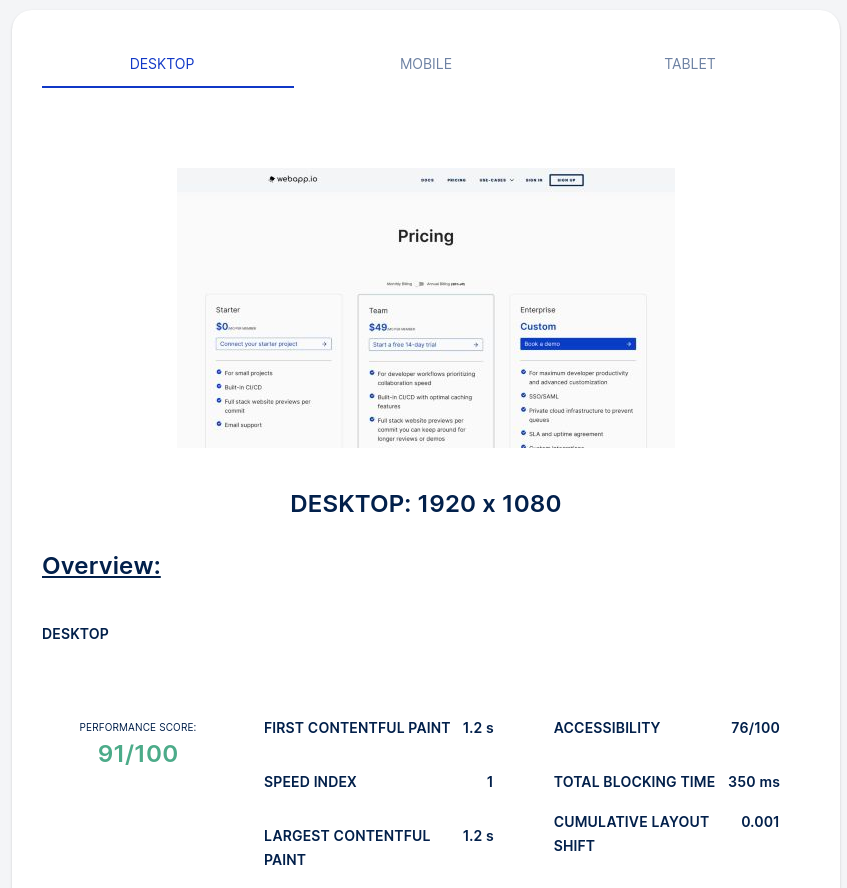 DESKTOP MOBILE TABLET
webapp.io DOCS PRICING USE-CASES SIGN IN SIGN UP
Pricing
Monthly Billing Annual Billing
Starter
$0
Connect your starter project
For small projects
Built-in CI/CD
Full stack website previews per
commit
Email support
Team
$49
Start a free 14-day trial
For developer workflows prioritizing
collaboration speed
Built-in CI/CD with optimal caching
features
Full stack website previews per
commit you can keep around for
longer reviews or demos
Enterprise
Custom
Book a demo
For maximum developer productivity
and advanced customization
SSO/SAML
Private cloud infrastructure to prevent
queues
SLA and uptime agreement
DESKTOP: 1920 x 1080
Overview:
DESKTOP
PERFORMANCE SCORE:
91/100
FIRST CONTENTFUL PAINT 1.2 s
SPEED INDEX 1
LARGEST CONTENTFUL 1.2 s
PAINT
ACCESSIBILITY 76/100
TOTAL BLOCKING TIME 350 ms
CUMULATIVE LAYOUT 0.001
SHIFT